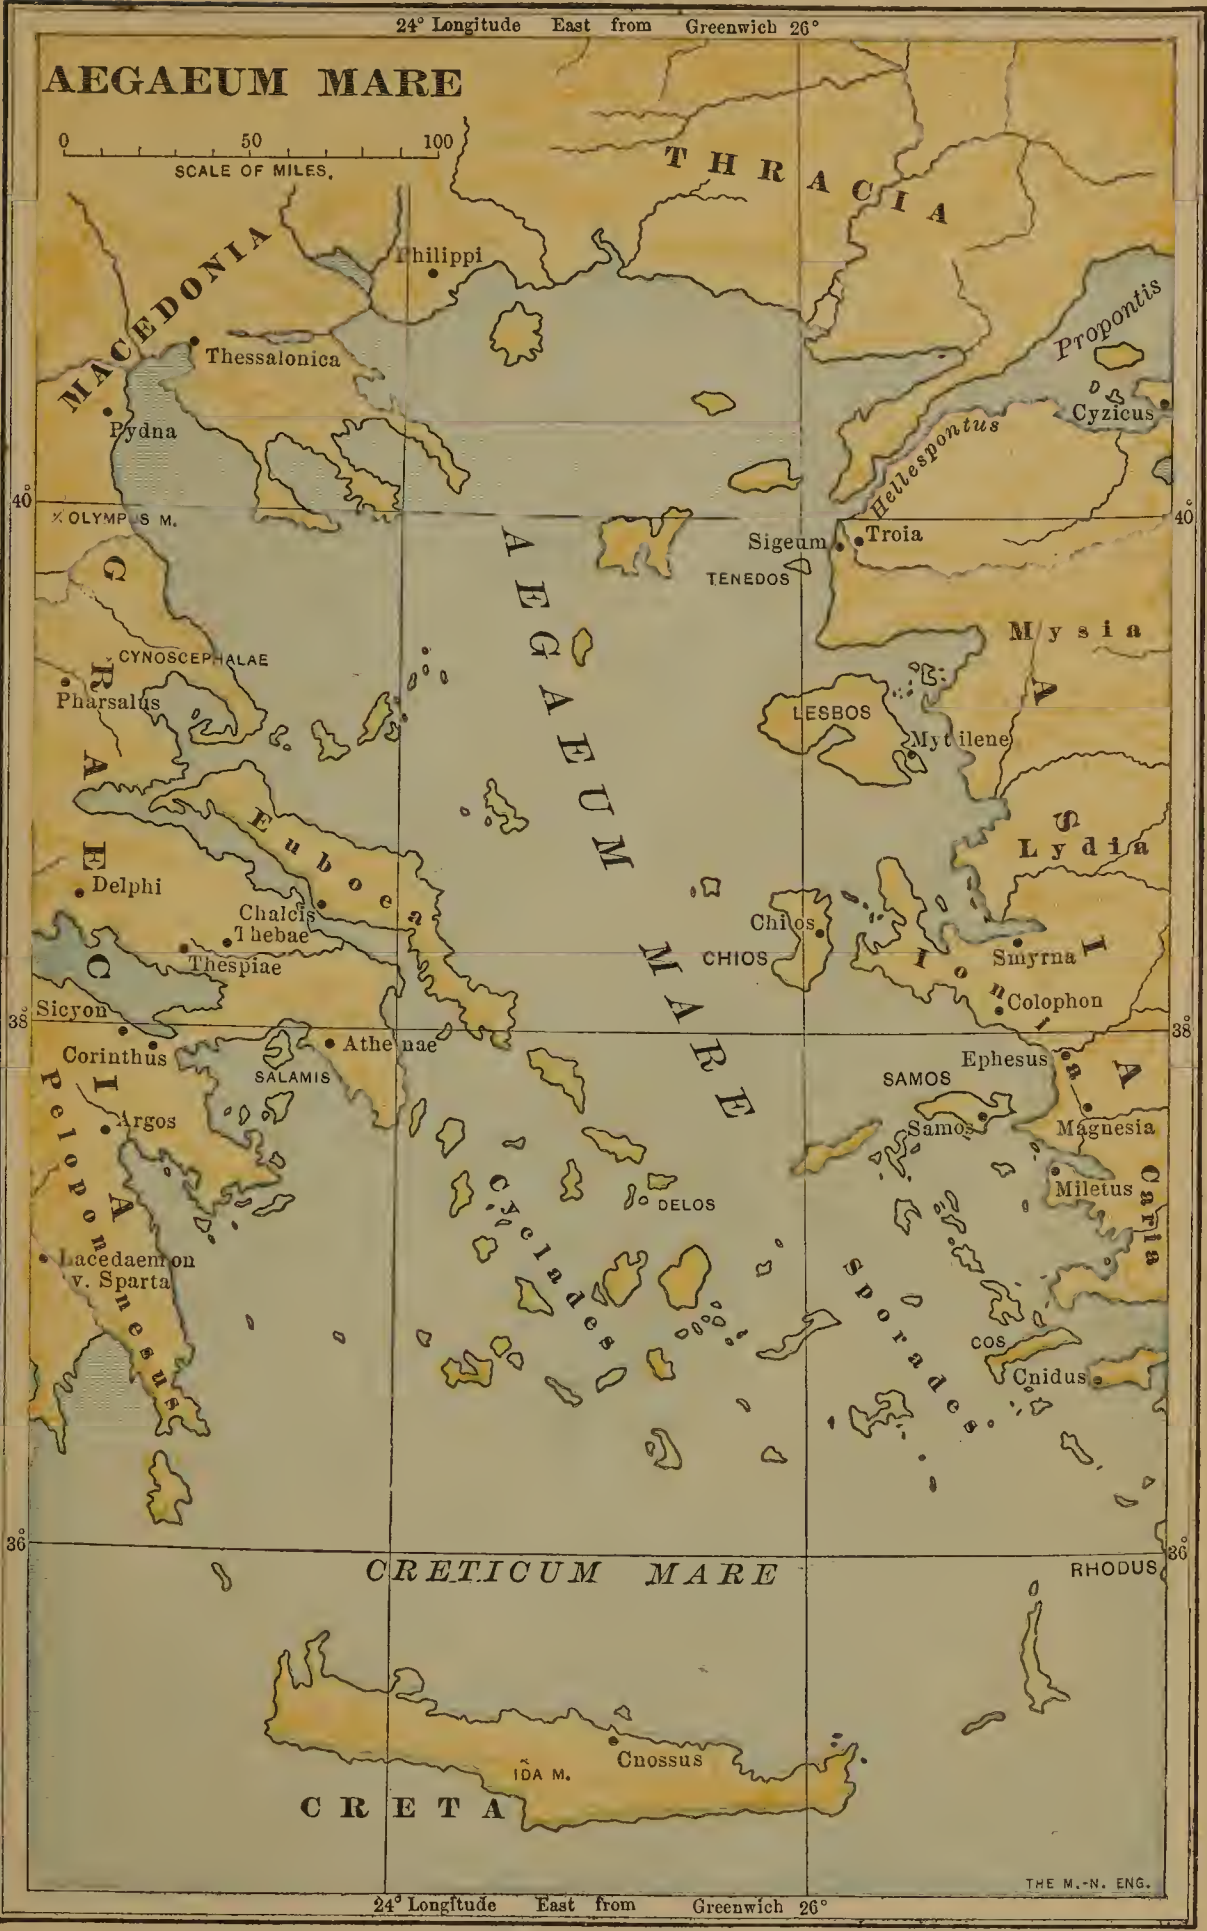 24° Longitude East from Greenwich 26°
AEGAEUM MARE
0 50 100
SCALE OF MILES.
THRACIA
MACEDONIA
Philippi
Propontis
Thessalonica
Cyzicus
Pydna
Hellespontus
40°
40°
OLYMPUS M.
Sigeum
Troia
TENEDOS
AEGAEUM MARE
GRAECIA
Mysia
ASIA
CYNOSCEPHALAE
Pharsalus
LESBOS
Mytilene
Euboea
Lydia
Delphi
Chalcis
Thebae
Thespiae
Chios
CHIOS
Smyrna
Ionia
Colophon
Sicyon
38°
38°
Corinthus
Athenae
SALAMIS
Ephesus
SAMOS
Samos
Magnesia
Peloponnesus
Argos
Miletus
Caria
Cyclades
DELOS
Lacedaemon
v. Sparta
Sporades
COS
Cnidus
36°
36°
CRETICUM MARE
RHODUS
Cnossus
IDA M.
CRETA
THE M.-N. ENG.
24° Longitude East from Greenwich 26°